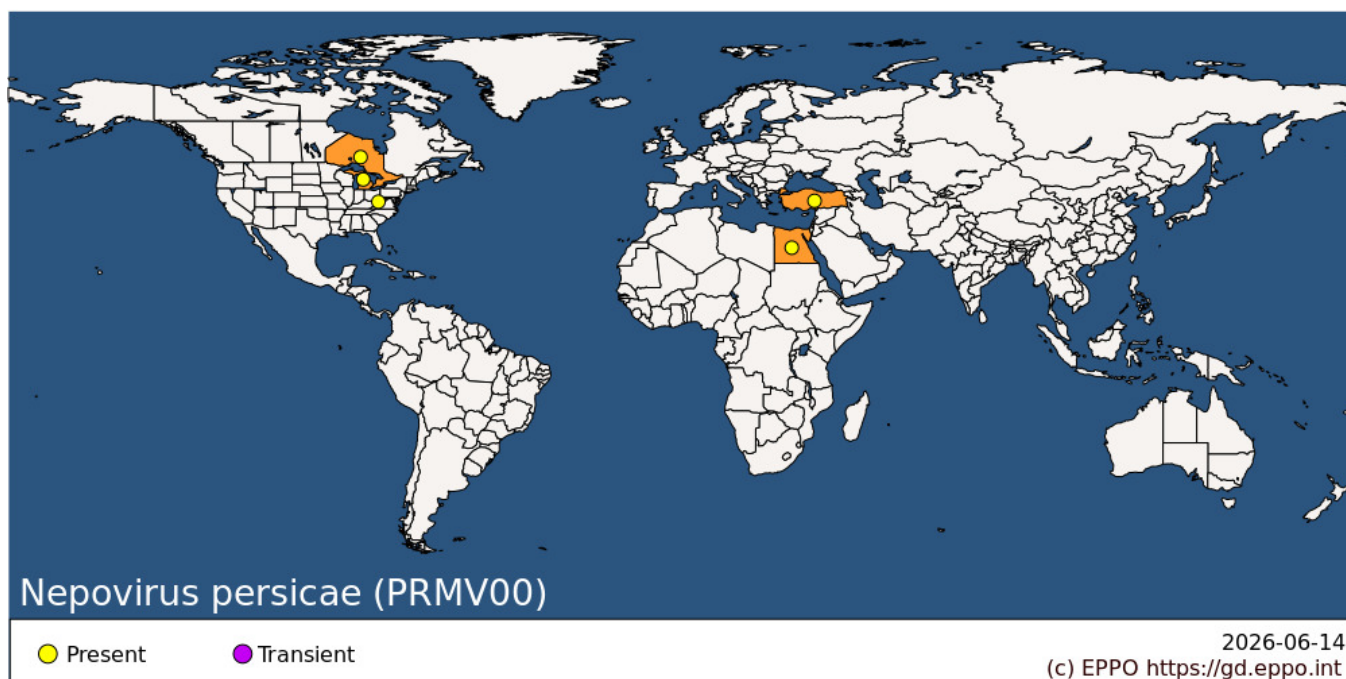 Nepovirus persicae (PRMV00)
Present
Transient
2026-06-14
(c) EPPO https://gd.eppo.int